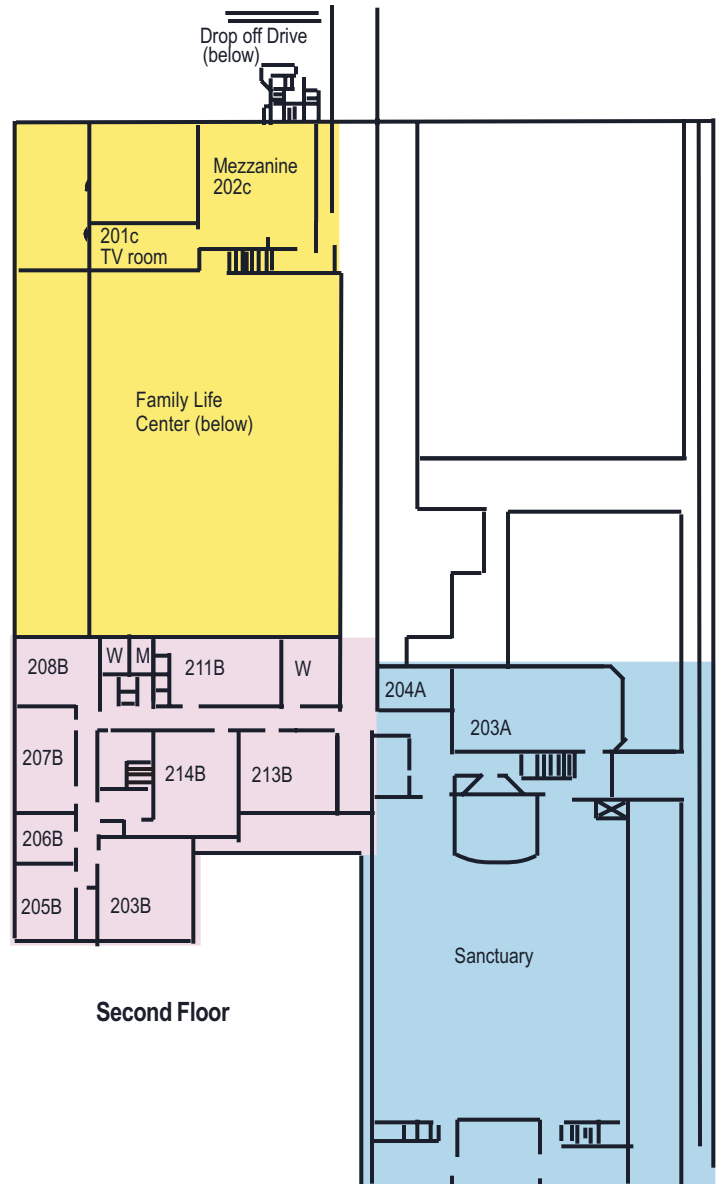 Drop off Drive
(below)
Mezzanine
202c
201c
TV room
Family Life
Center (below)
208B
W
M
211B
W
204A
203A
207B
214B
213B
206B
205B
203B
Sanctuary
Second Floor